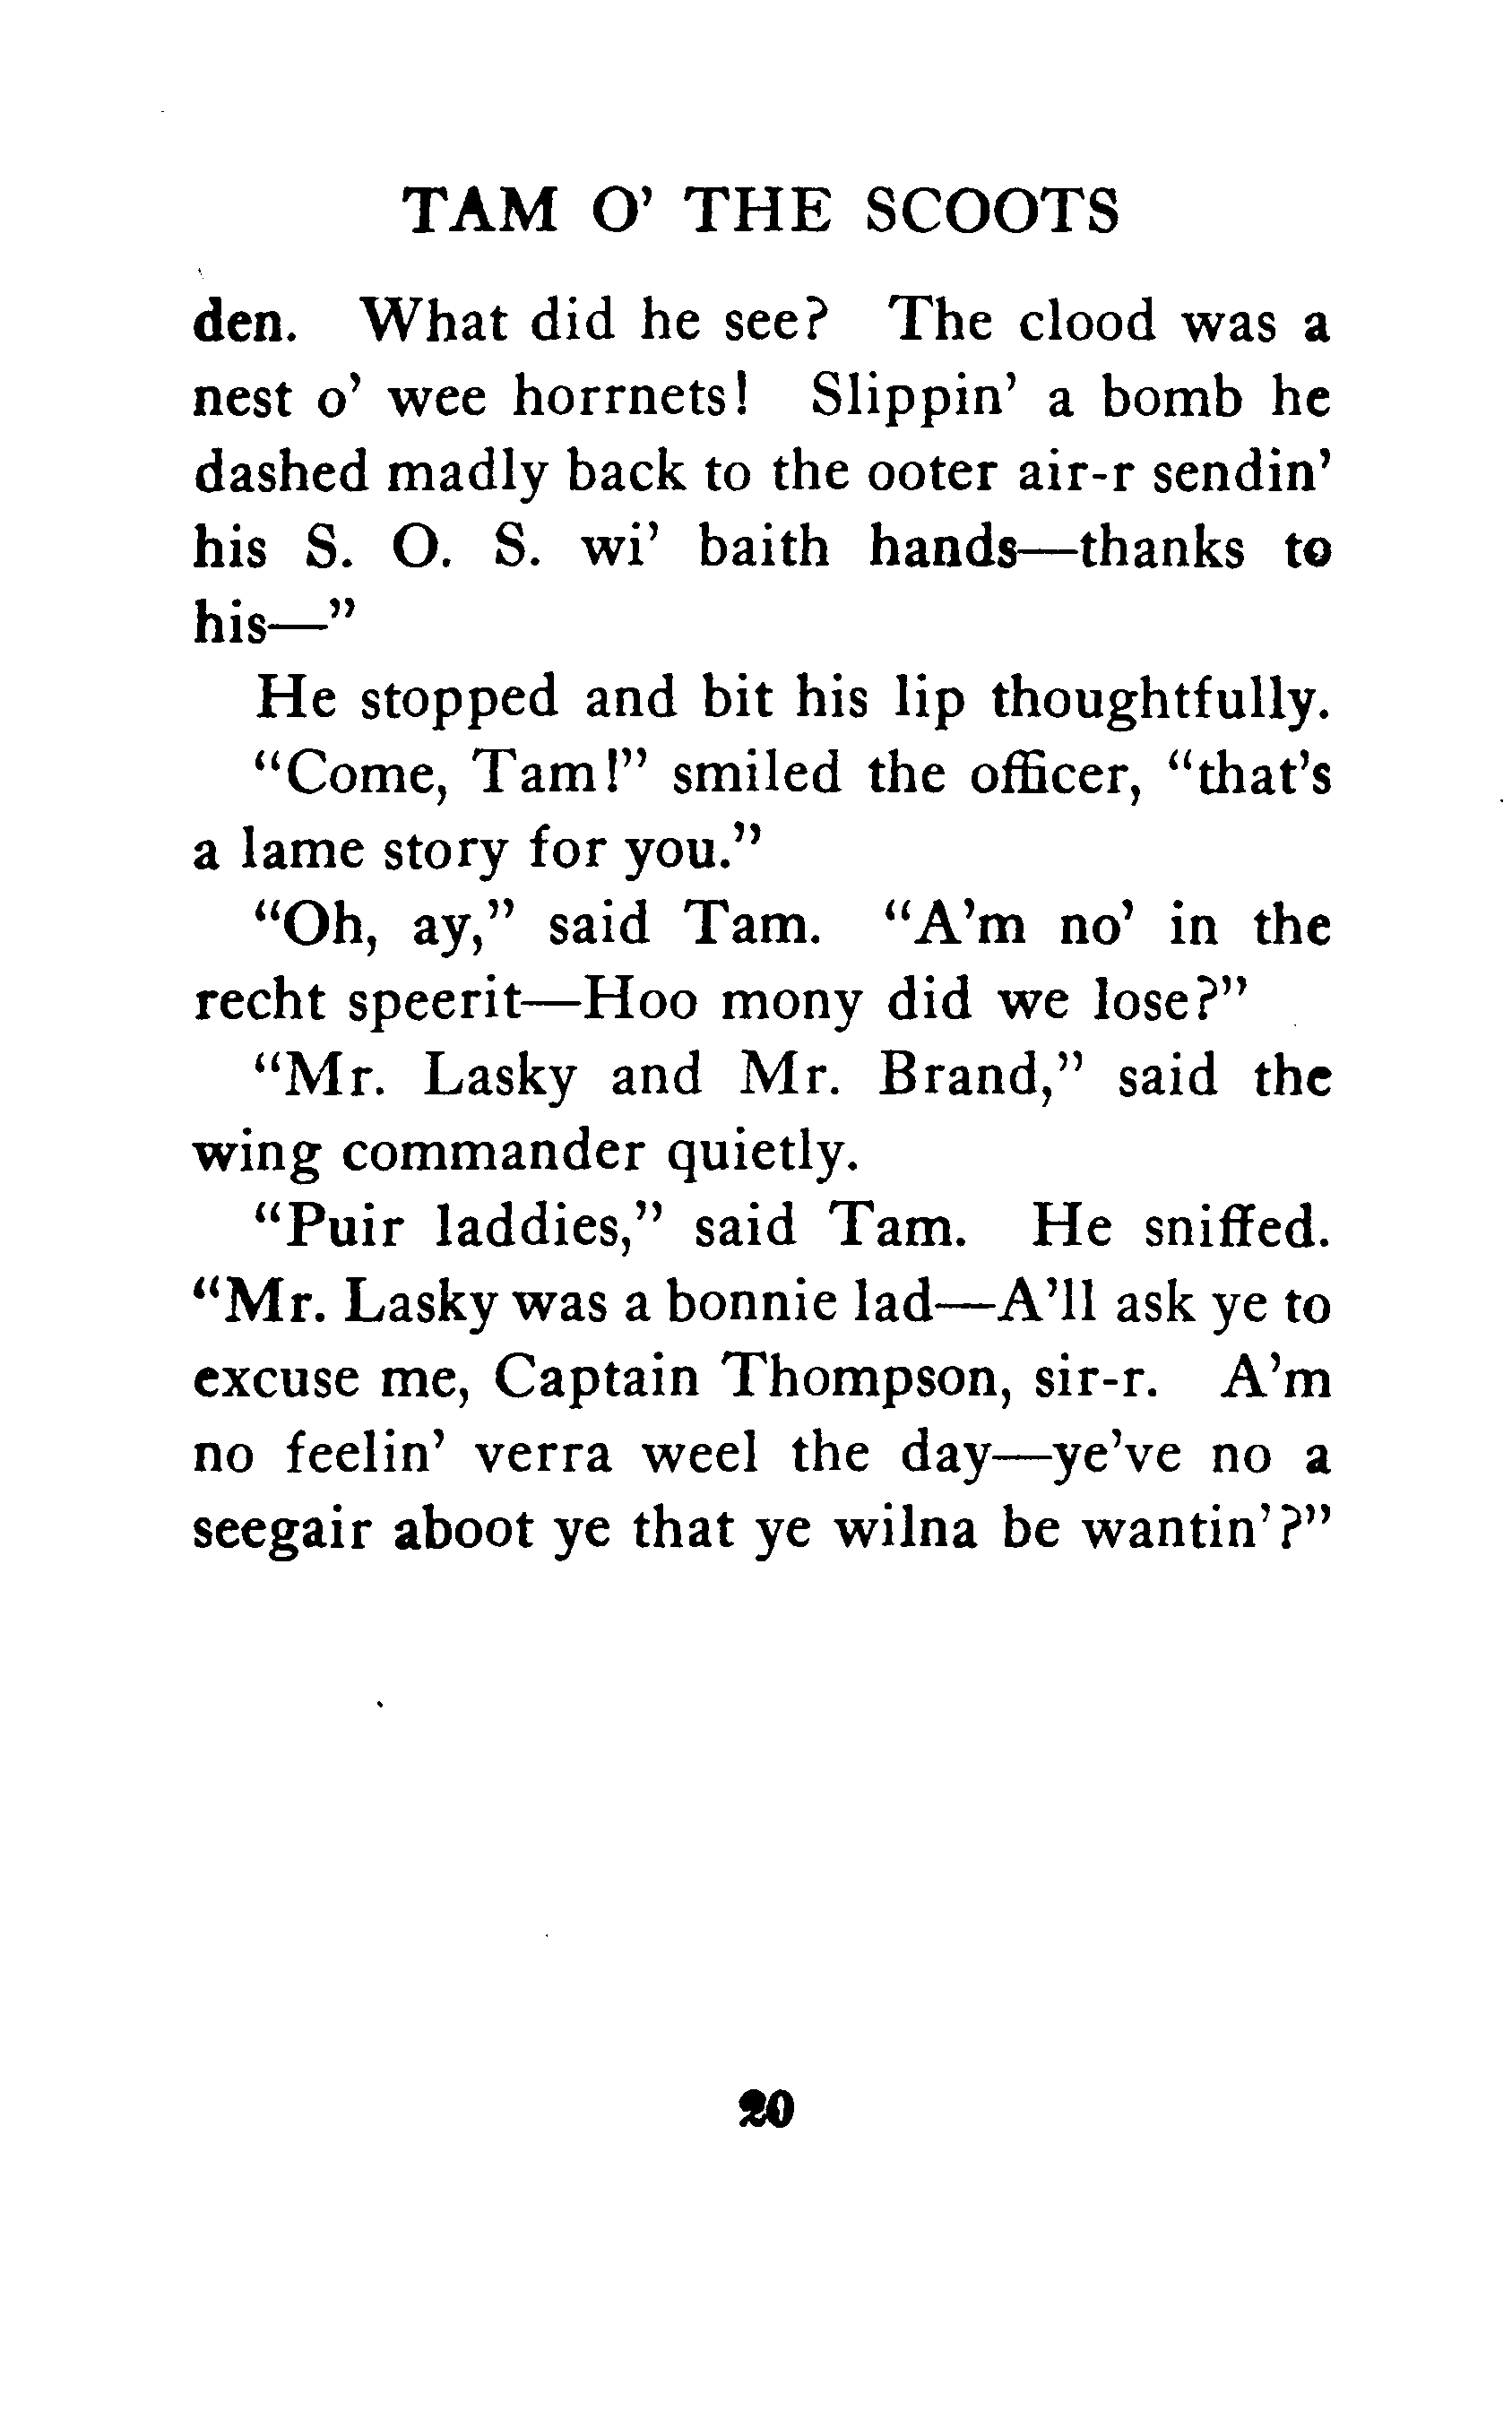 TAM O' THE SCOOTS
den. What did he see? The clood was a
nest o' wee horrnets! Slippin' a bomb he
dashed madly back to the ooter air-r sendin'
his S. O. S. wi' baith hands—thanks to
his—”
He stopped and bit his lip thoughtfully.
“Come, Tam!” smiled the officer, “that's
a lame story for you.”
“Oh, ay,” said Tam. “A'm no' in the
recht speerit—Hoo mony did we lose?”
“Mr. Lasky and Mr. Brand,” said the
wing commander quietly.
“Puir laddies,” said Tam. He sniffed.
“Mr. Lasky was a bonnie lad—A'll ask ye to
excuse me, Captain Thompson, sir-r. A'm
no feelin' verra weel the day—ye've no a
seegair aboot ye that ye wilna be wantin'?”
20